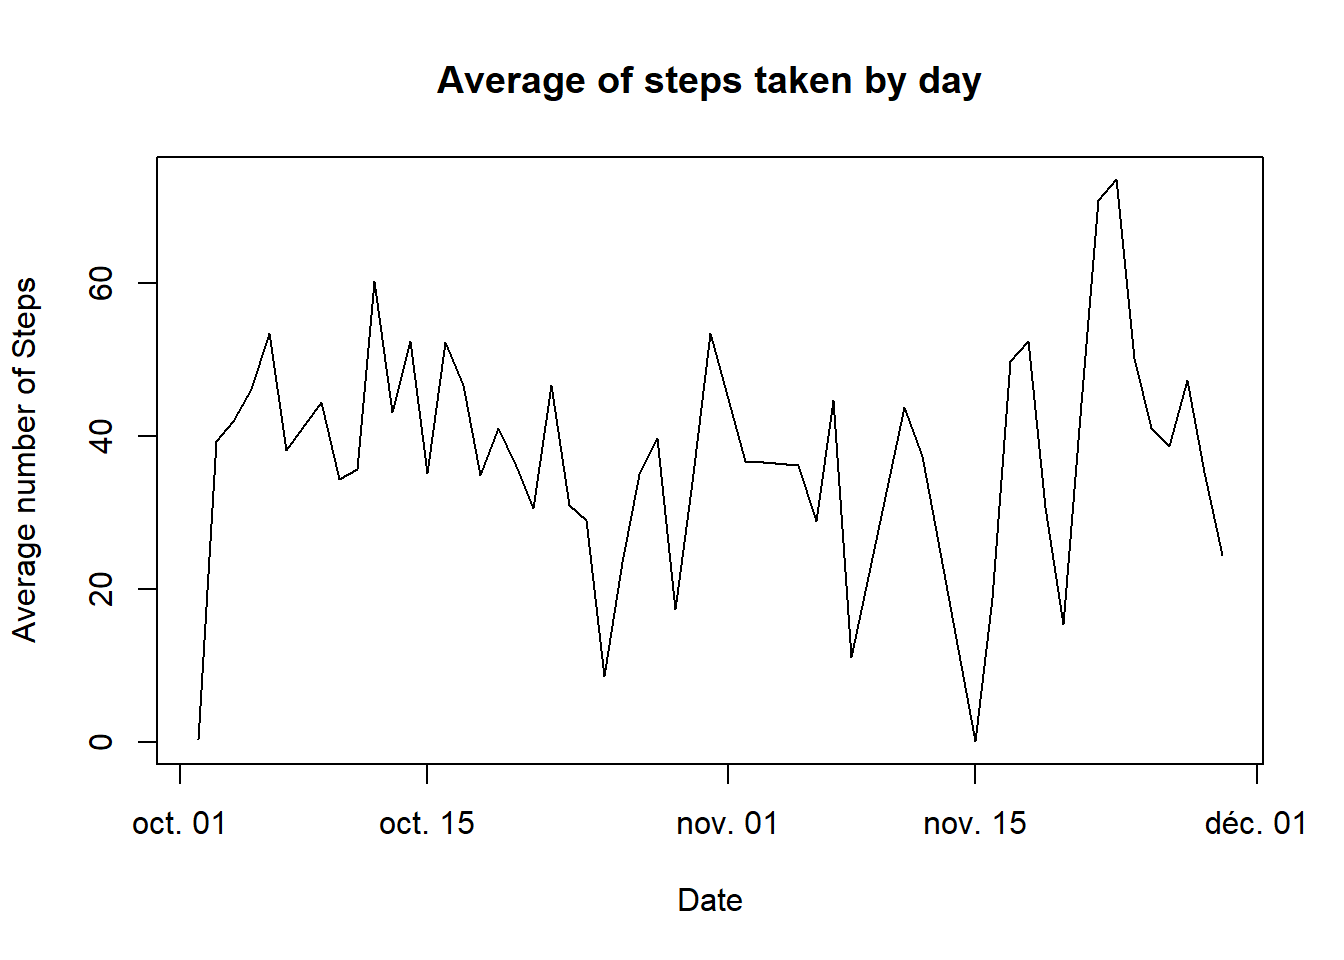 Average of steps taken by day
Average number of Steps
60
40
20
0
oct. 01
oct. 15
nov. 01
nov. 15
déc. 01
Date